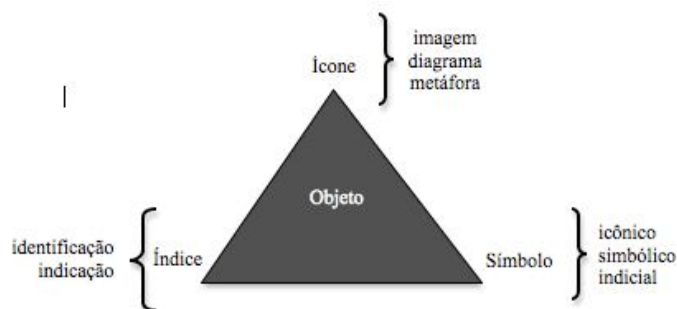 Ícone
imagem
diagrama
metáfora
Objeto
identificação
indicação
Índice
Símbolo
icônico
simbólico
indicial